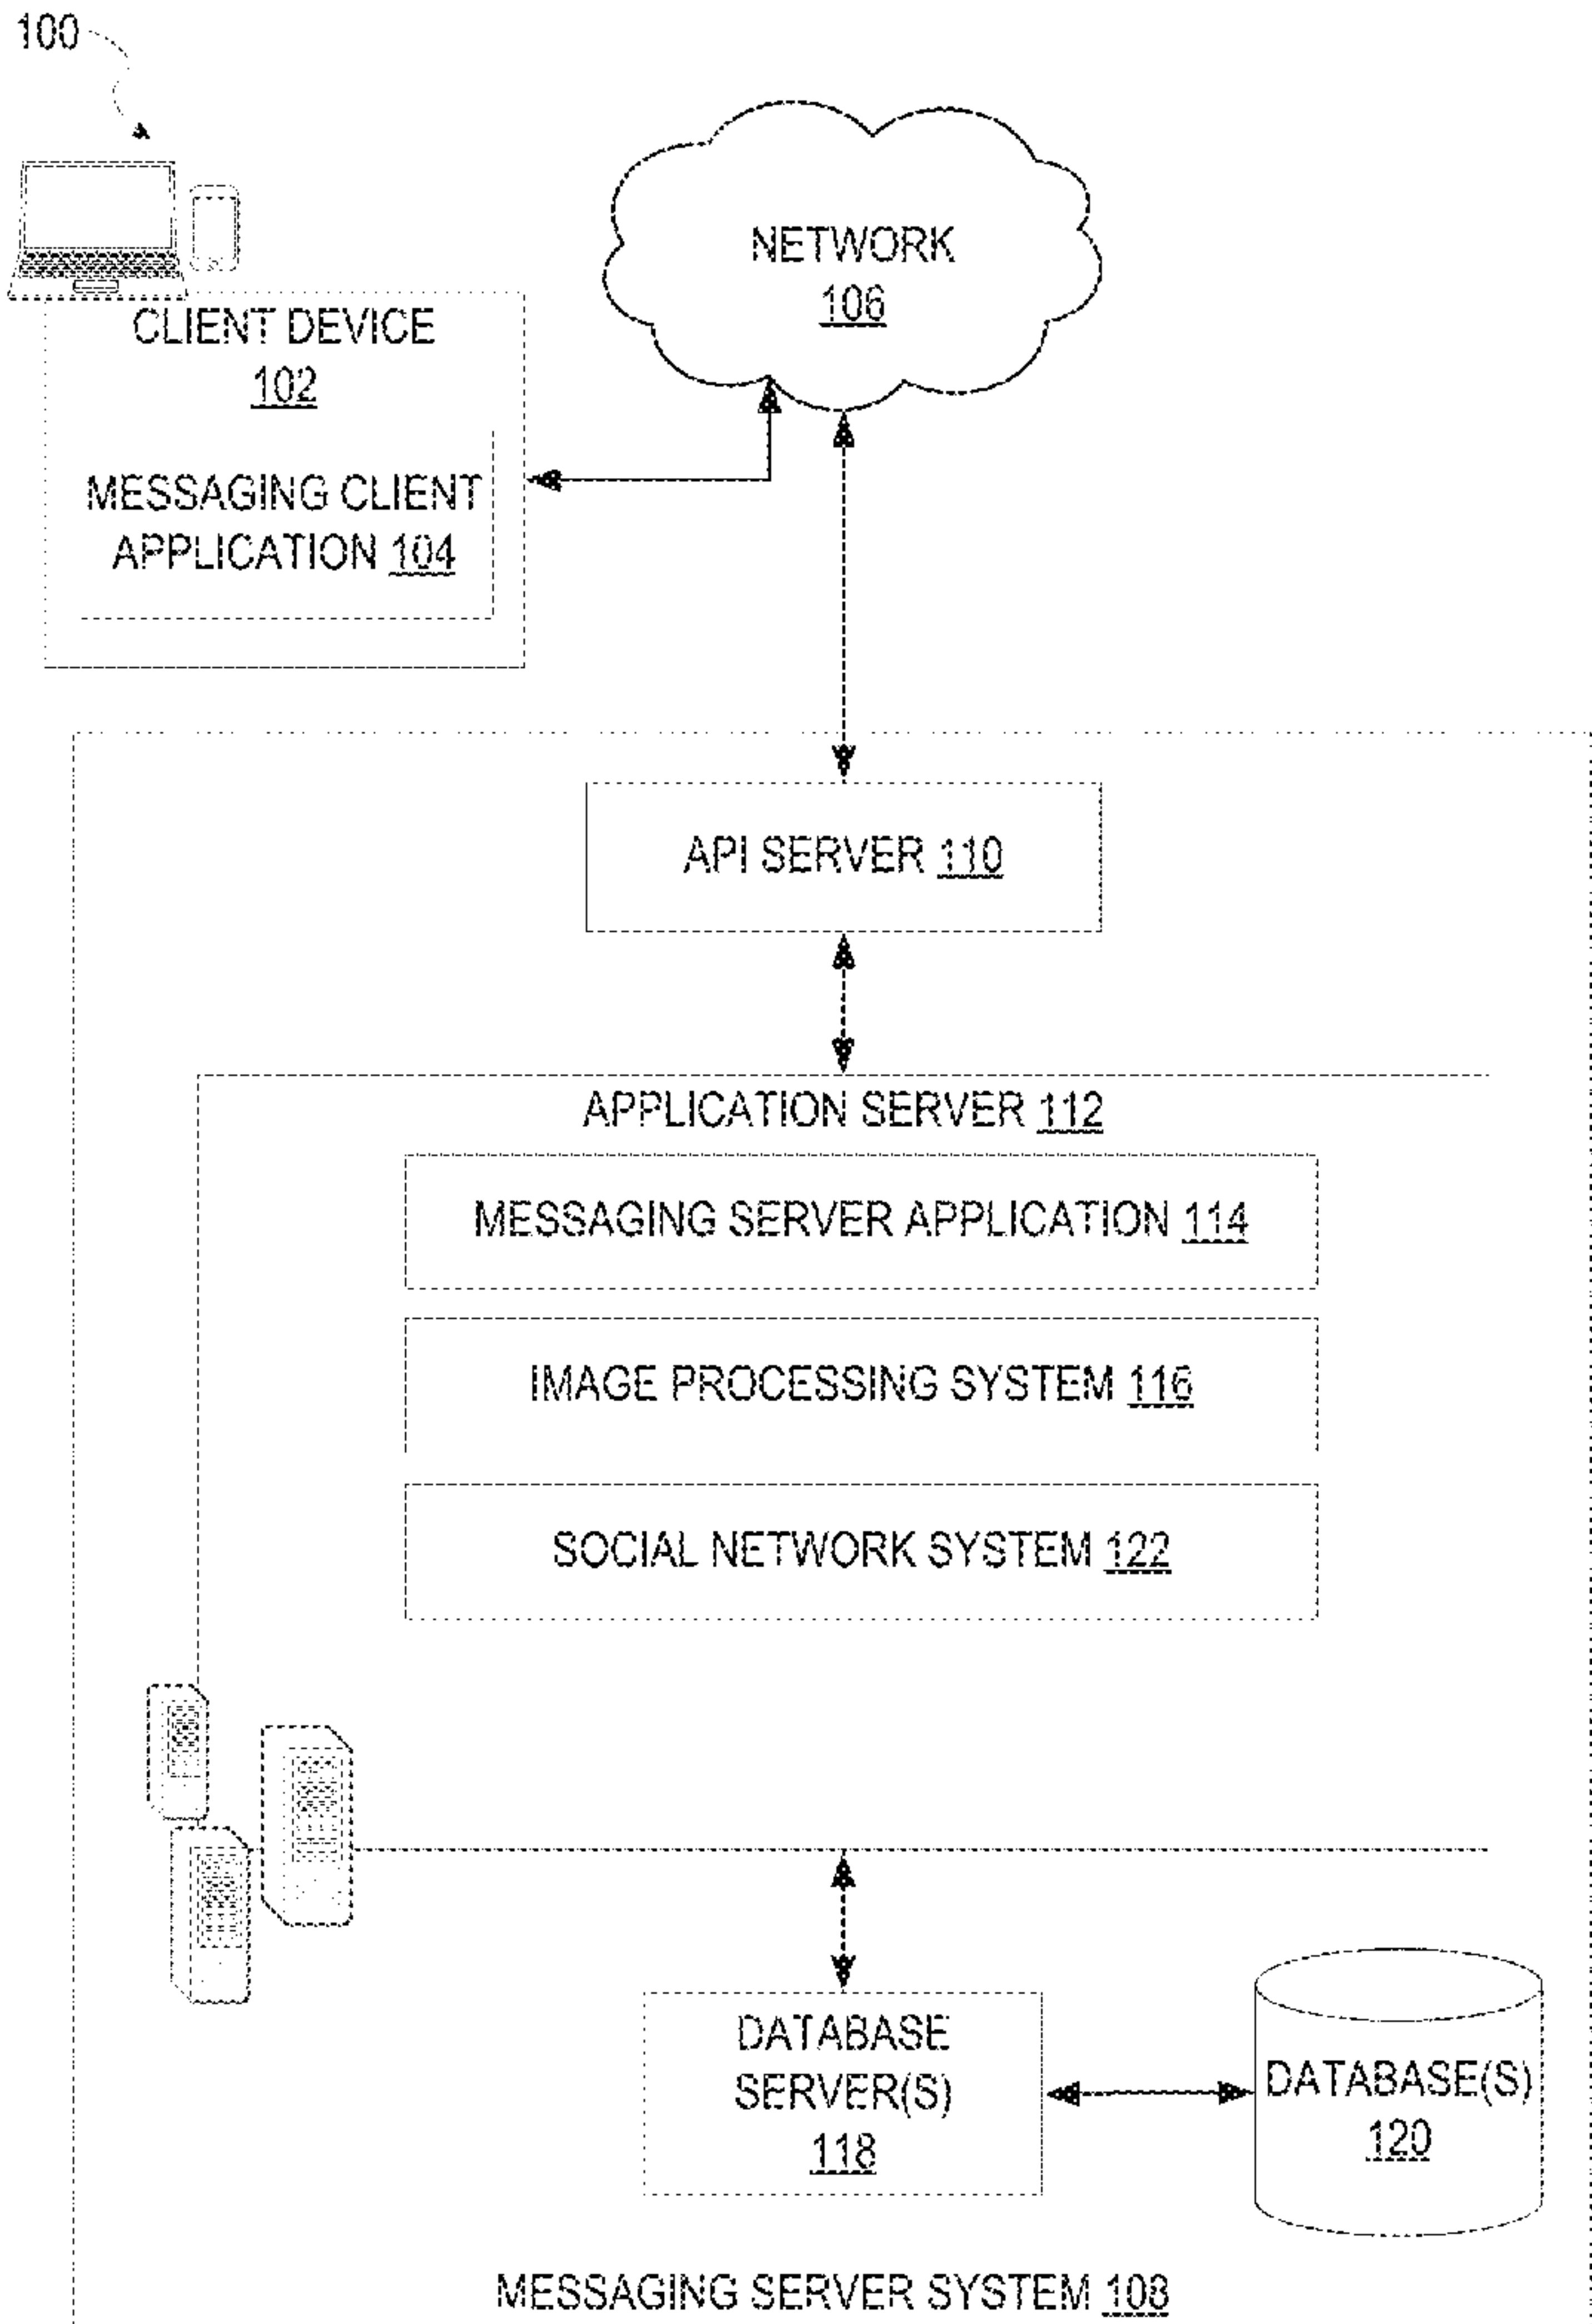 100
NETWORK
106
CLIENT DEVICE
102
MESSAGING CLIENT
APPLICATION 104
API SERVER 110
APPLICATION SERVER 112
MESSAGING SERVER APPLICATION 114
IMAGE PROCESSING SYSTEM 116
SOCIAL NETWORK SYSTEM 122
DATABASE
SERVER(S)
118
DATABASE(S)
120
MESSAGING SERVER SYSTEM 108